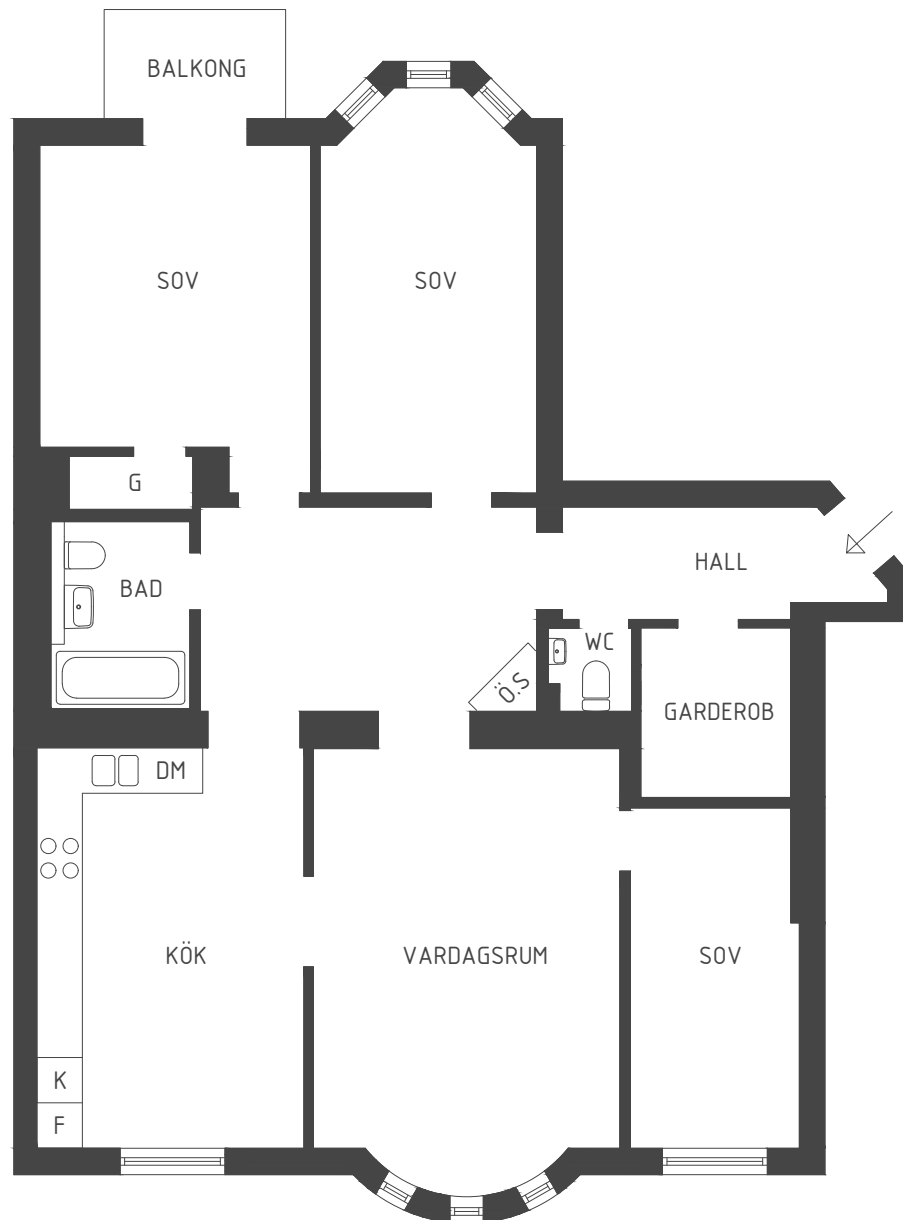 BALKONG
SOV
SOV
G
HALL
BAD
WC
Ö.S
GARDEROB
DM
KÖK
VARDAGSRUM
SOV
K
F